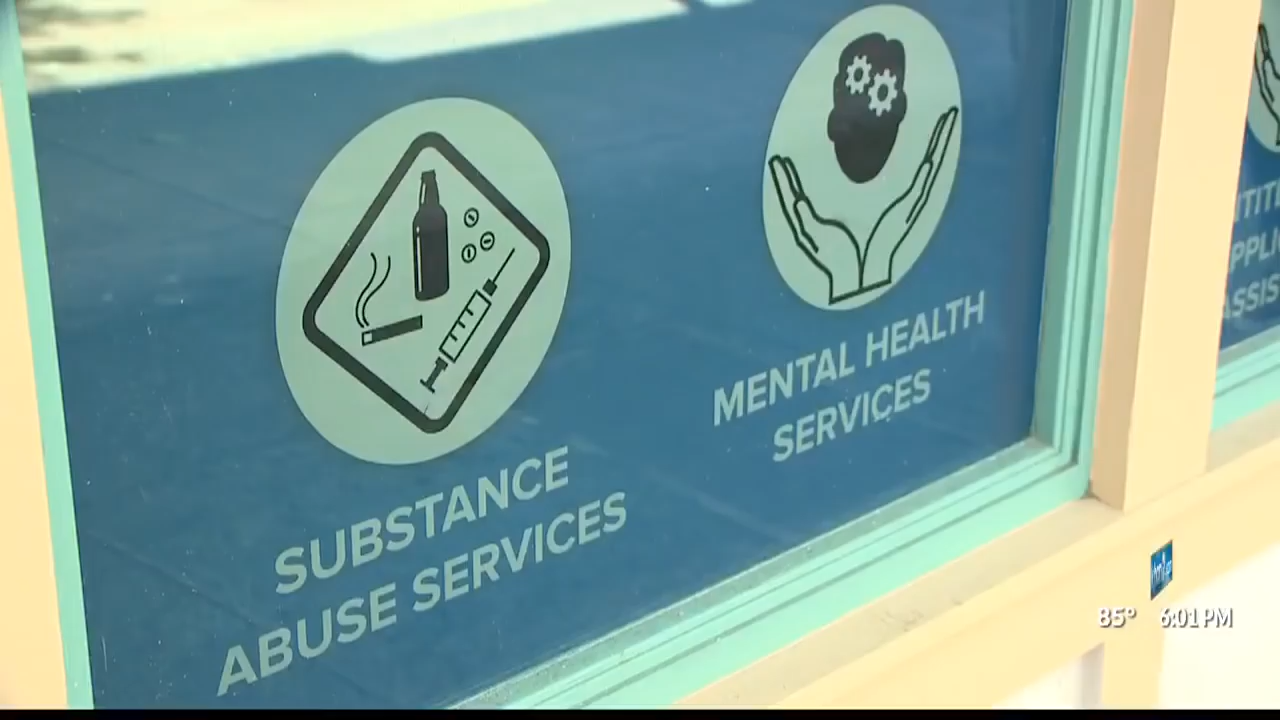 SUBSTANCE
ABUSE SERVICES
MENTAL HEALTH
SERVICES
85° 6:01 PM